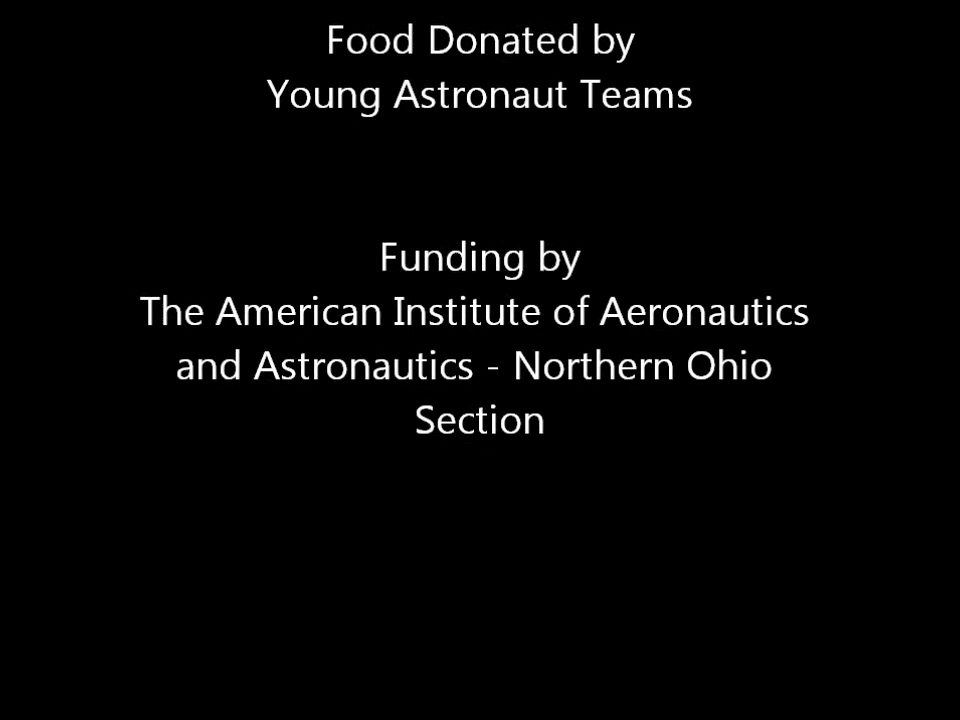 Food Donated by
Young Astronaut Teams
Funding by
The American Institute of Aeronautics
and Astronautics - Northern Ohio
Section